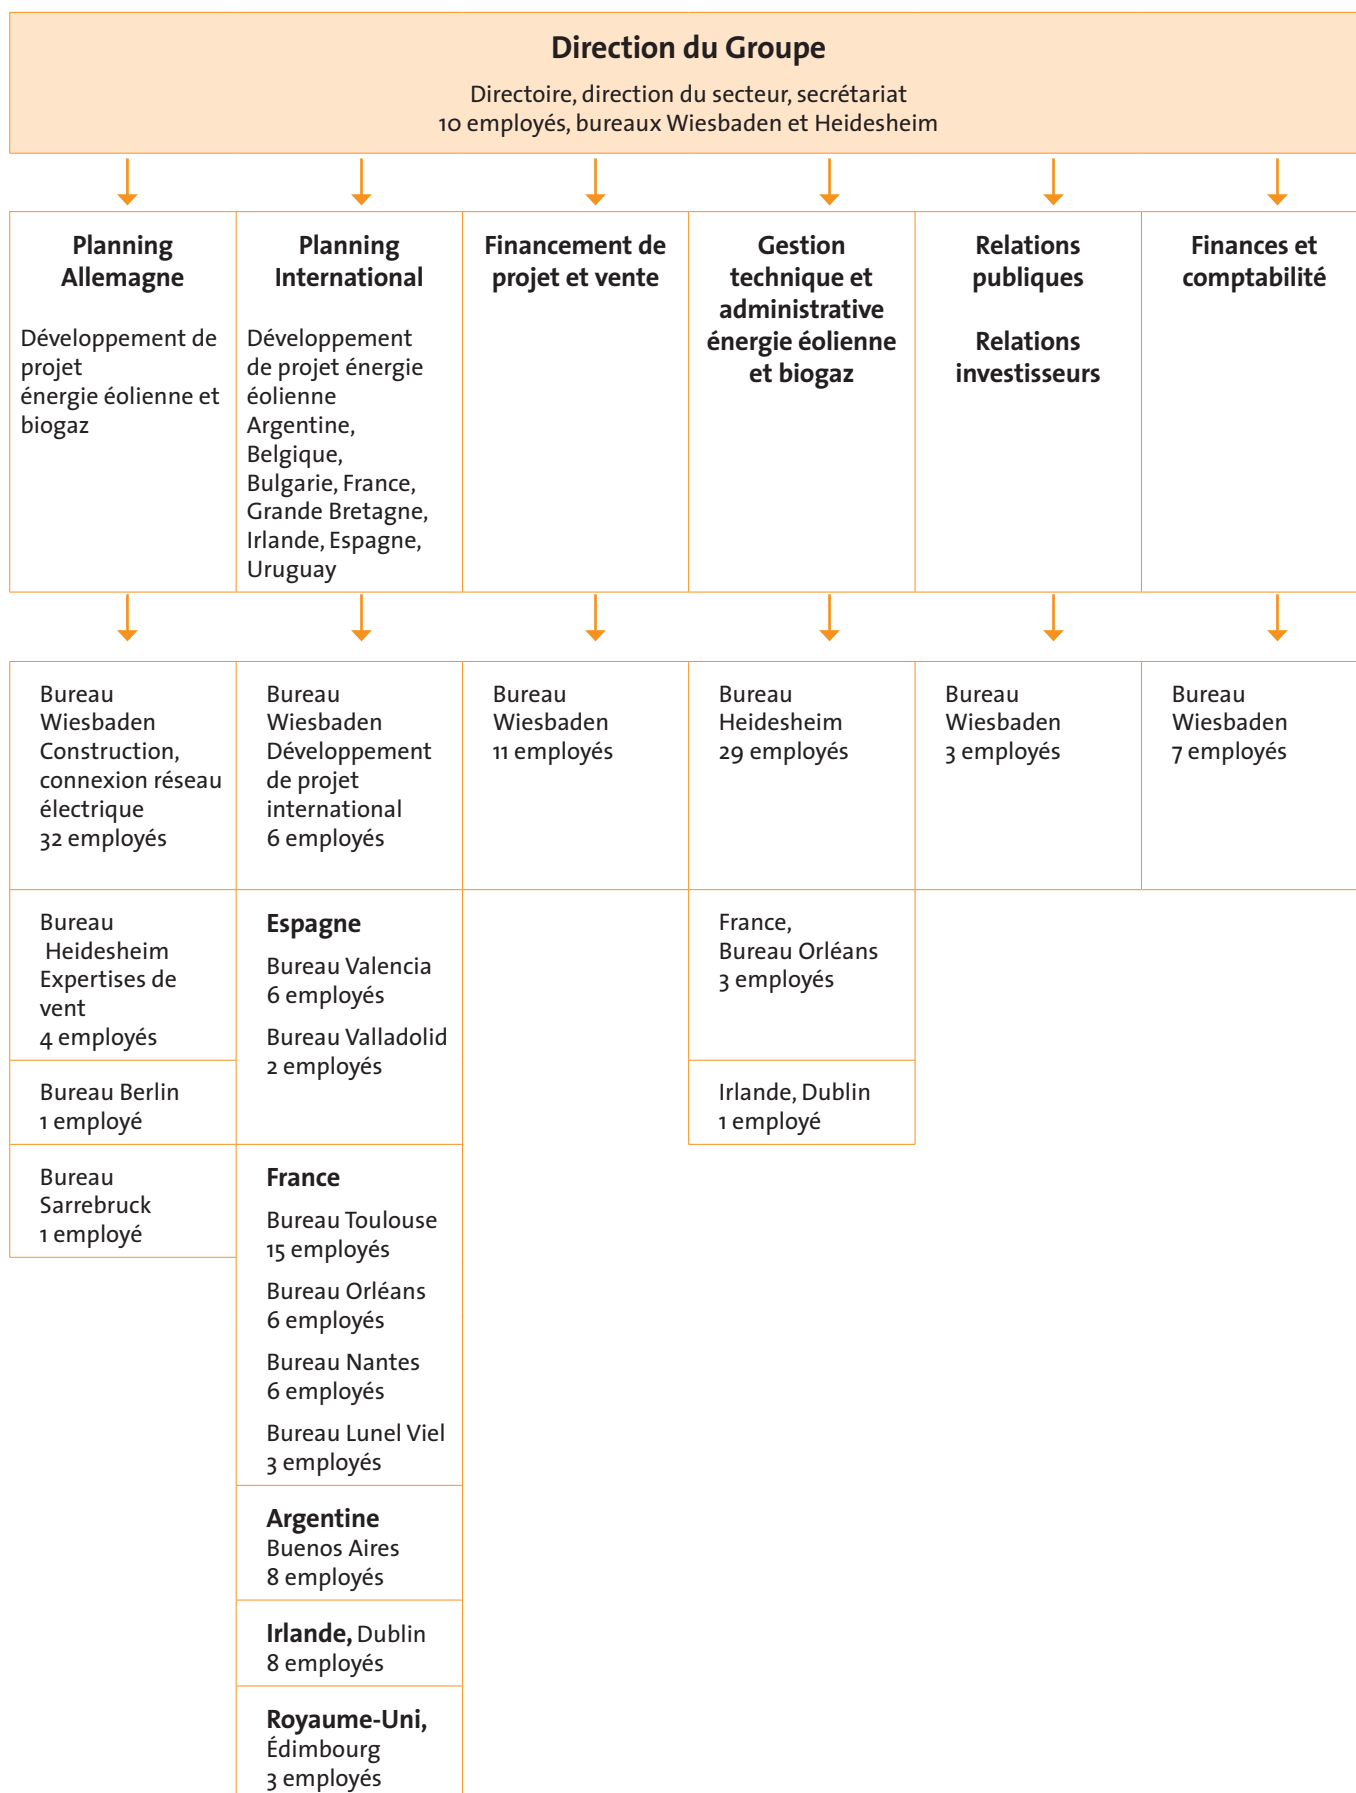 Direction du Groupe
Directoire, direction du secteur, secrétariat
10 employés, bureaux Wiesbaden et Heidesheim
Planning
Allemagne
Développement de
projet
énergie éolienne et
biogaz
Planning
International
Développement
de projet énergie
éolienne
Argentine,
Belgique,
Bulgarie, France,
Grande Bretagne,
Irlande, Espagne,
Uruguay
Financement de
projet et vente
Gestion
technique et
administrative
énergie éolienne
et biogaz
Relations
publiques
Relations
investisseurs
Finances et
comptabilité
Bureau
Wiesbaden
Construction,
connexion réseau
électrique
32 employés
Bureau
Wiesbaden
Développement
de projet
international
6 employés
Bureau
Wiesbaden
11 employés
Bureau
Heidesheim
29 employés
Bureau
Wiesbaden
3 employés
Bureau
Wiesbaden
7 employés
Bureau
Heidesheim
Expertises de
vent
4 employés
Bureau Berlin
1 employé
Bureau
Sarrebruck
1 employé
Espagne
Bureau Valencia
6 employés
Bureau Valladolid
2 employés
France
Bureau Toulouse
15 employés
Bureau Orléans
6 employés
Bureau Nantes
6 employés
Bureau Lunel Viel
3 employés
Argentine
Buenos Aires
8 employés
Irlande, Dublin
8 employés
Royaume-Uni,
Édimbourg
3 employés
France,
Bureau Orléans
3 employés
Irlande, Dublin
1 employé